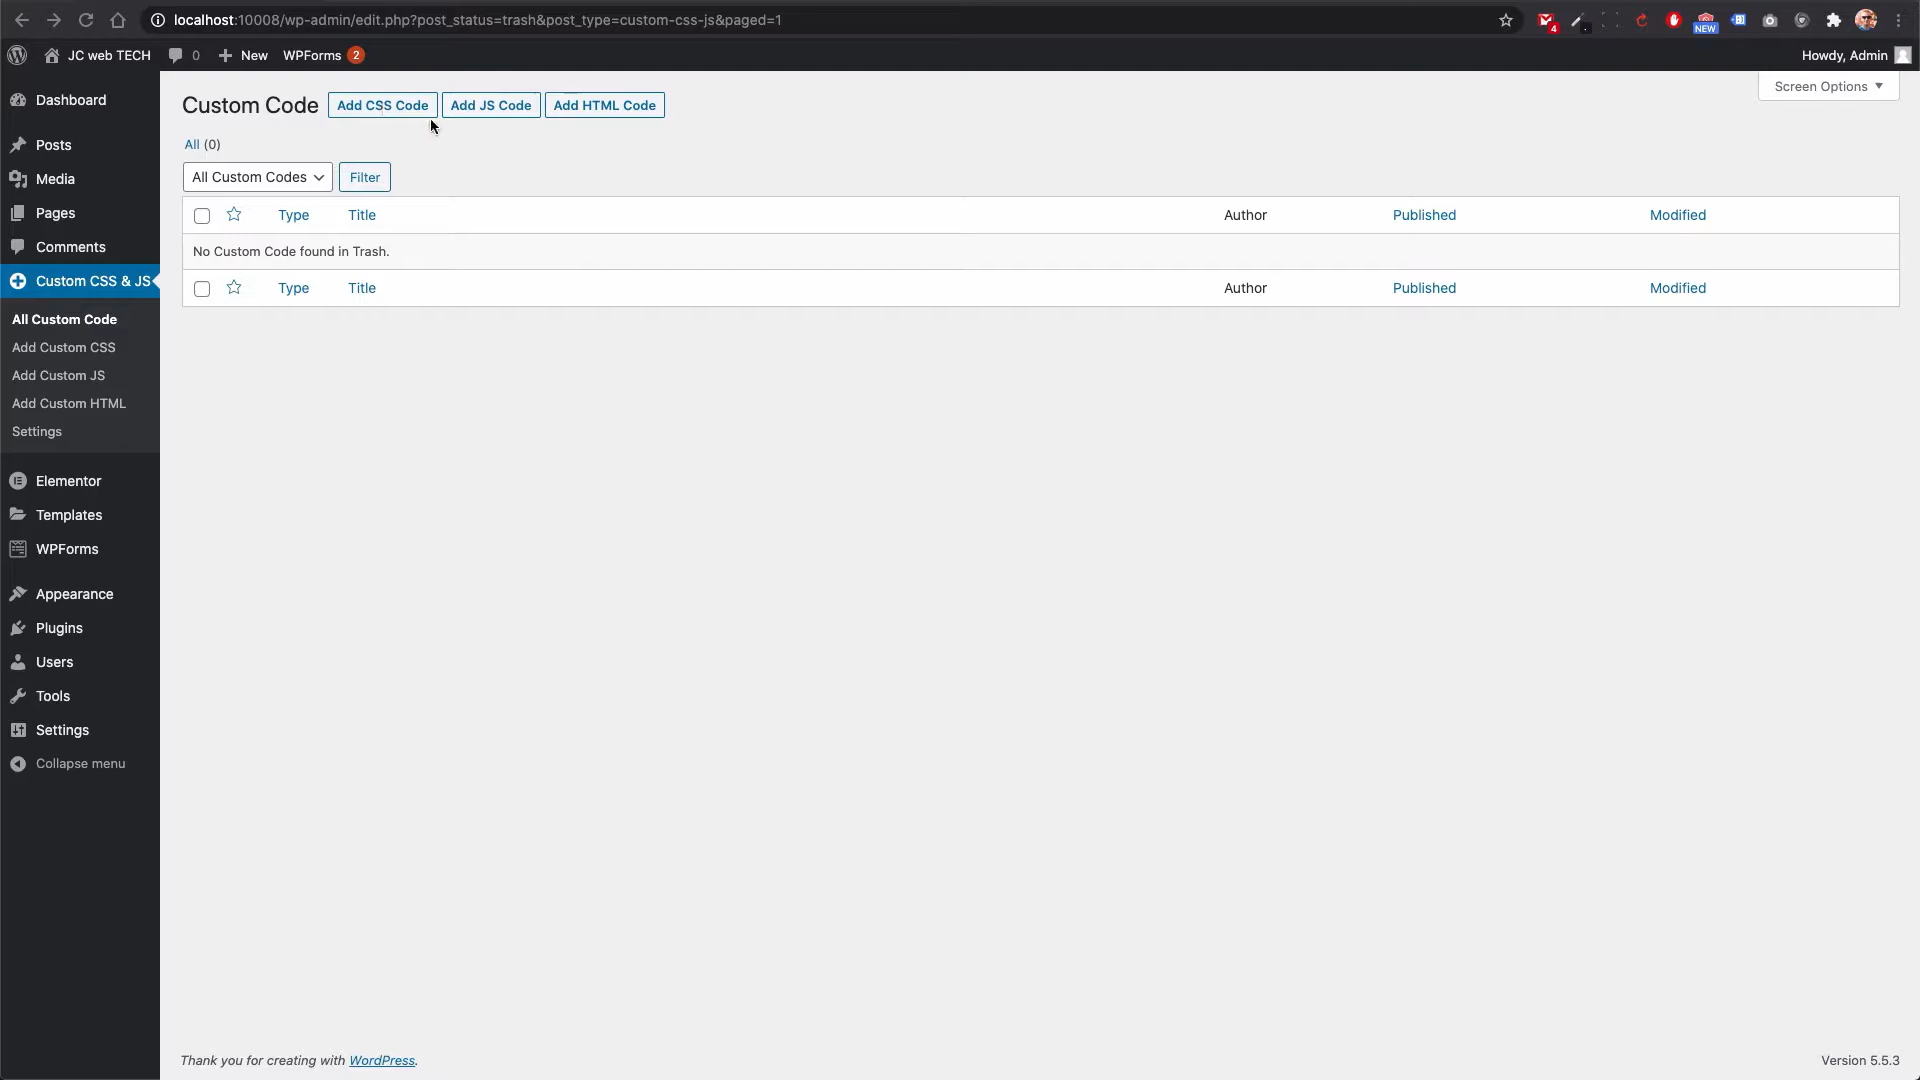 localhost:10008/wp-admin/edit.php?post_status=trash&post_type=custom-css-js&paged=1
4
NEW
JC web TECH
0
New
WPForms 2
Howdy, Admin
Screen Options
Dashboard
Posts
Media
Pages
Comments
Custom CSS & JS
All Custom Code
Add Custom CSS
Add Custom JS
Add Custom HTML
Settings
Elementor
Templates
WPForms
Appearance
Plugins
Users
Tools
Settings
Collapse menu
Custom Code
Add CSS Code
Add JS Code
Add HTML Code
All (0)
All Custom Codes
Filter
Type Title Author Published Modified
No Custom Code found in Trash.
Type Title Author Published Modified
Thank you for creating with WordPress.
Version 5.5.3